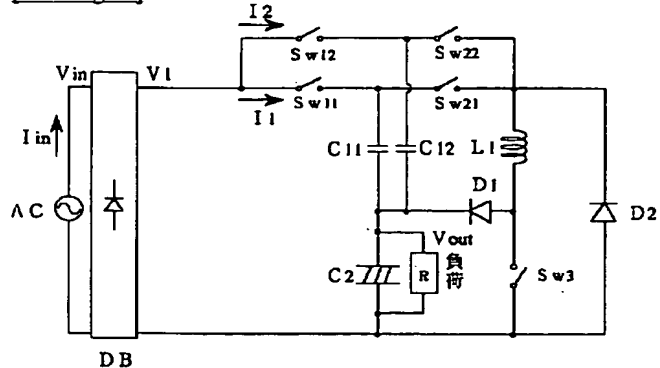 I2
Sw12
Sw22
Vin
V1
Sw11
Sw21
I1
Iin
C11
C12
L1
D1
AC
D2
Vout
C2
R
負荷
Sw3
DB